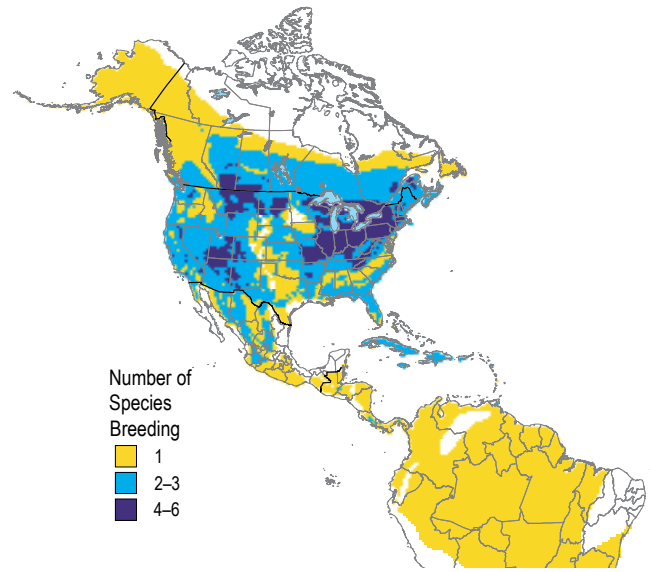 Number of
Species
Breeding
1
2–3
4–6